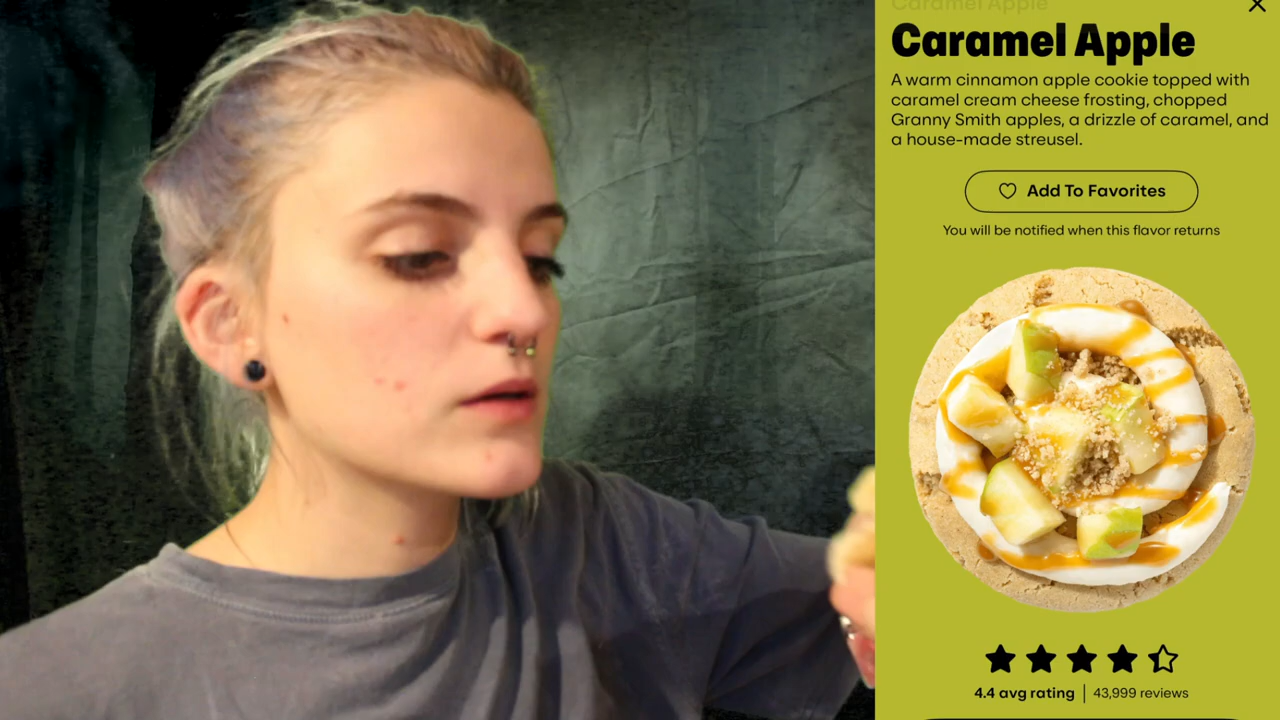 Caramel Apple
Caramel Apple
A warm cinnamon apple cookie topped with
caramel cream cheese frosting, chopped
Granny Smith apples, a drizzle of caramel, and
a house-made streusel.
Add To Favorites
You will be notified when this flavor returns
4.4 avg rating | 43,999 reviews